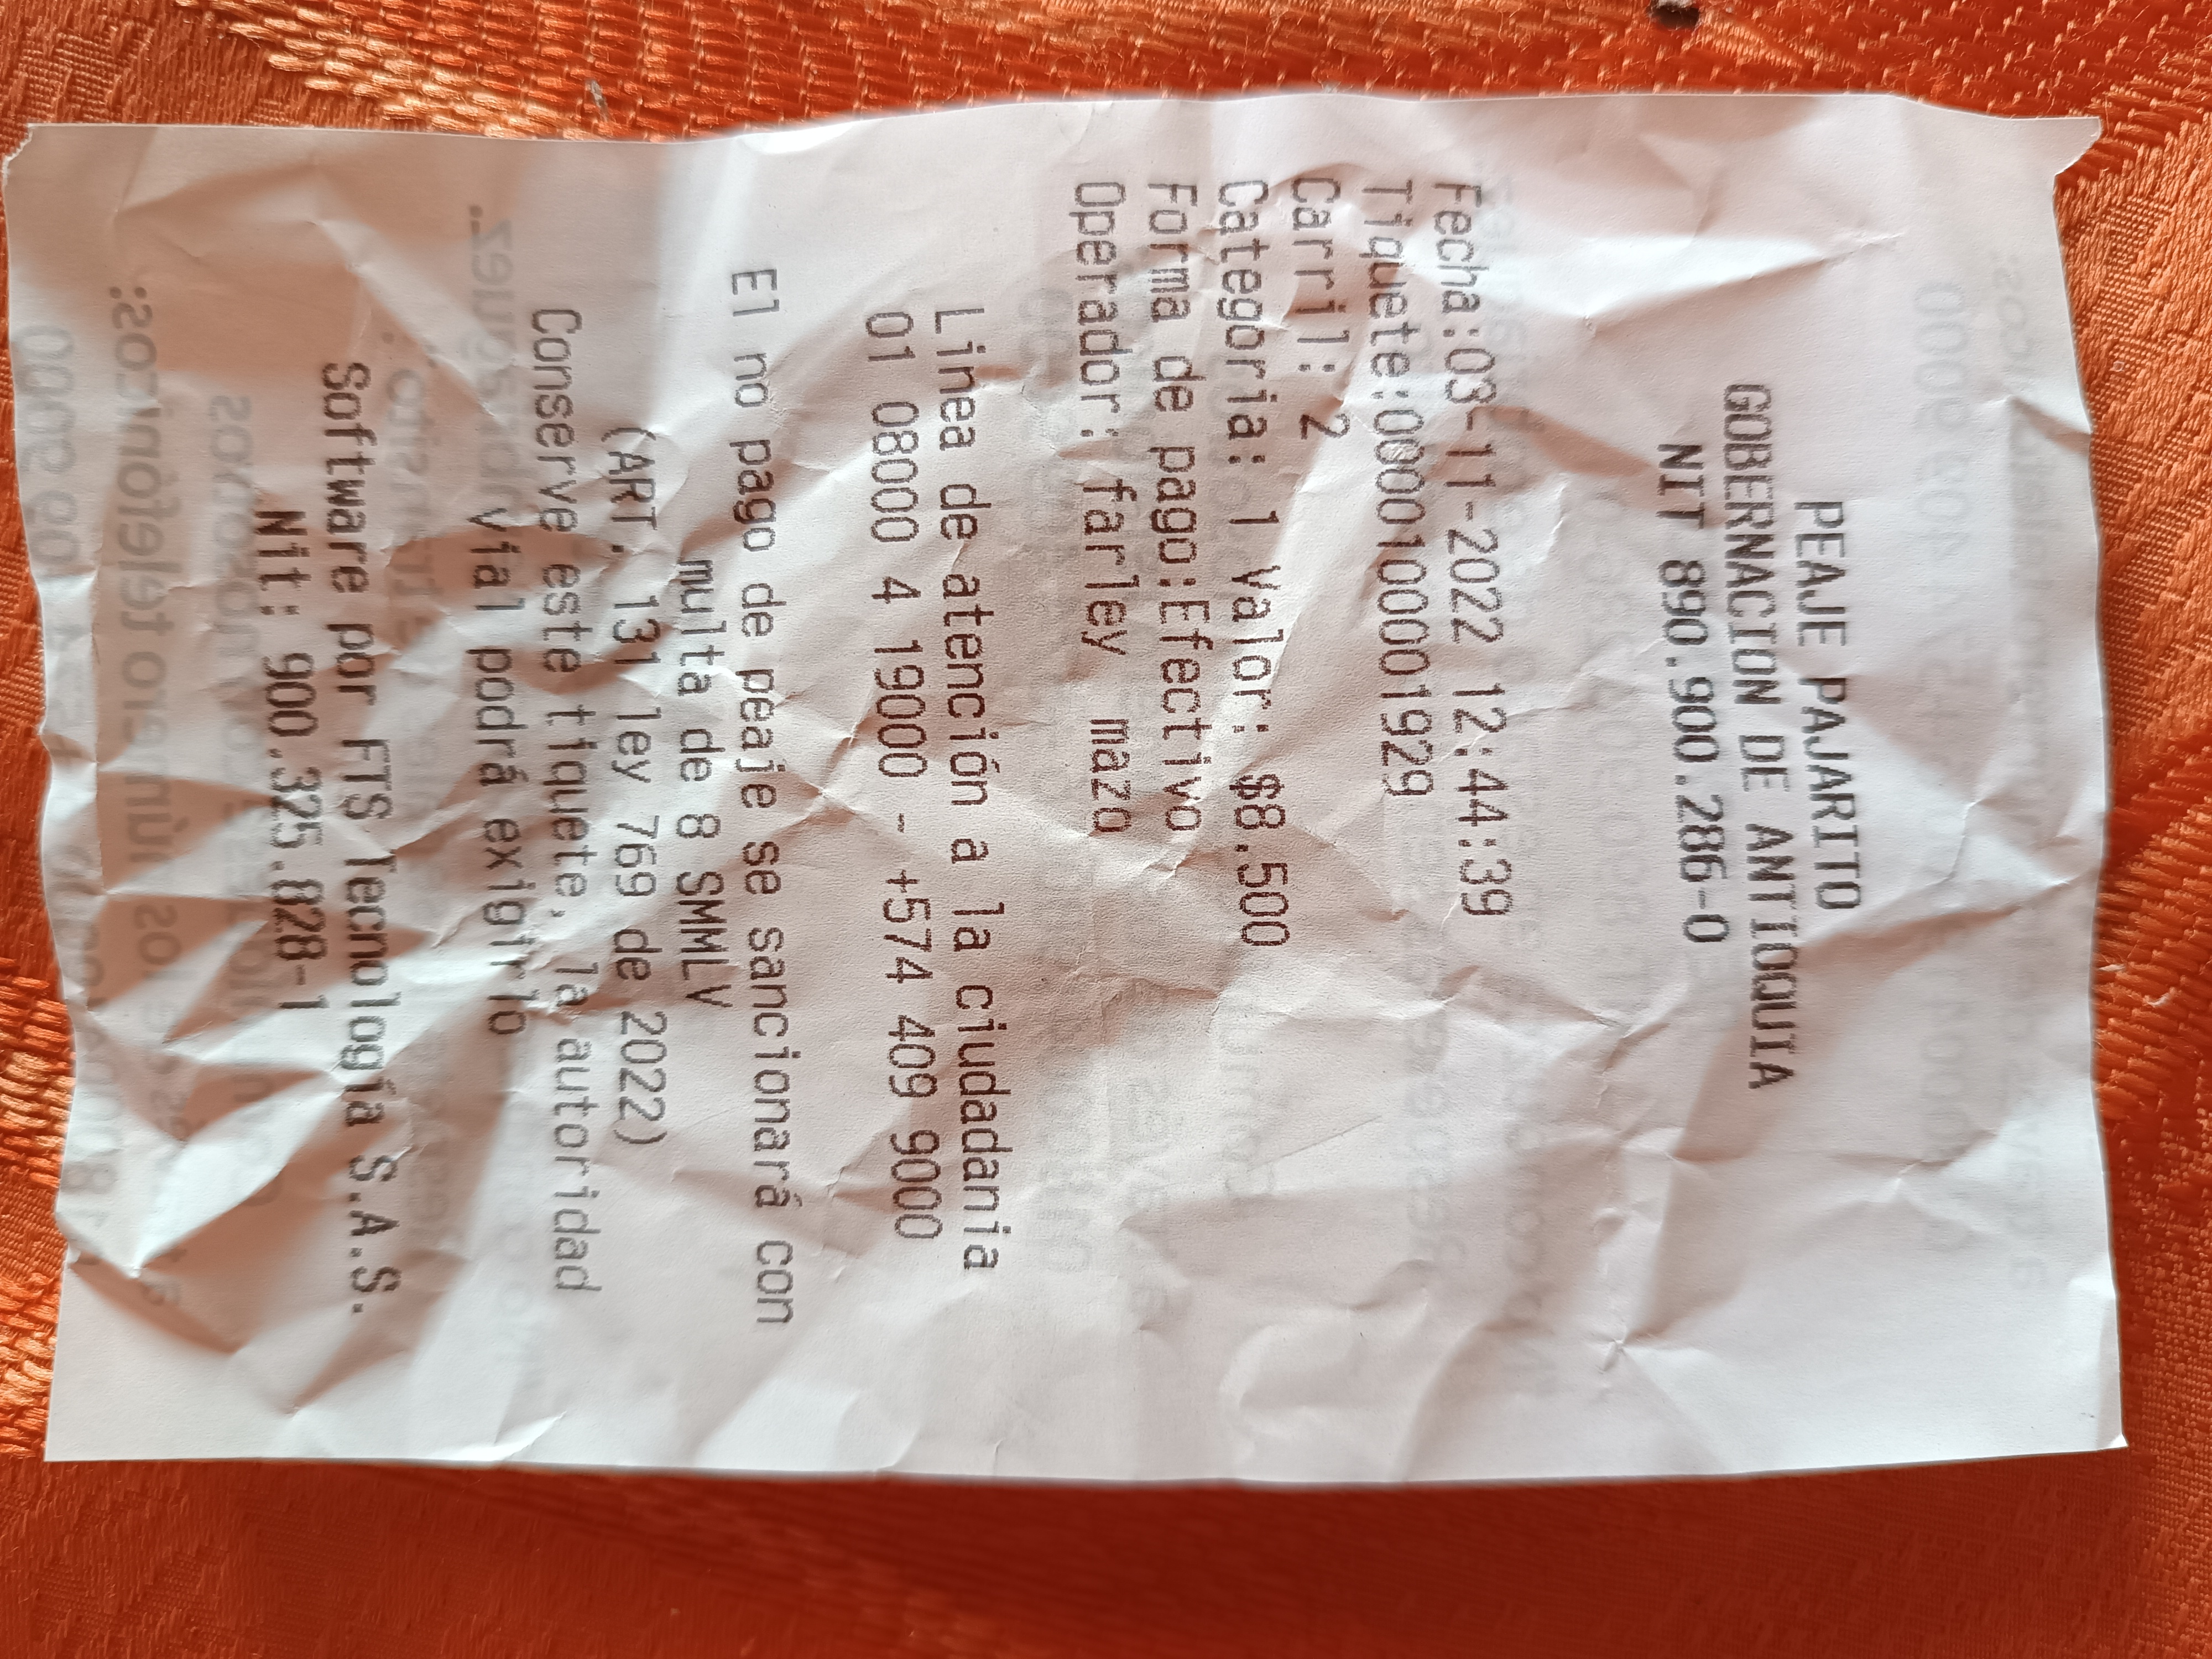 PEAJE PAJARITO
GOBERNACION DE ANTIOQUIA
NIT 890.900.286-0
Fecha:03-11-2022 12:44:39
Tiquete:00001000001929
Carril: 2
Categoria: 1 Valor: $8.500
Forma de pago:Efectivo
Operador: farley mazo
Linea de atención a la ciudadania
01 08000 4 19000 - +574 409 9000
El no pago de peaje se sancionará con
multa de 8 SMMLV
(ART. 131 ley 769 de 2022)
Conserve este tiquete, la autoridad
vial podrá exigirlo
Software por FTS Tecnología S.A.S.
Nit: 900.325.828-1